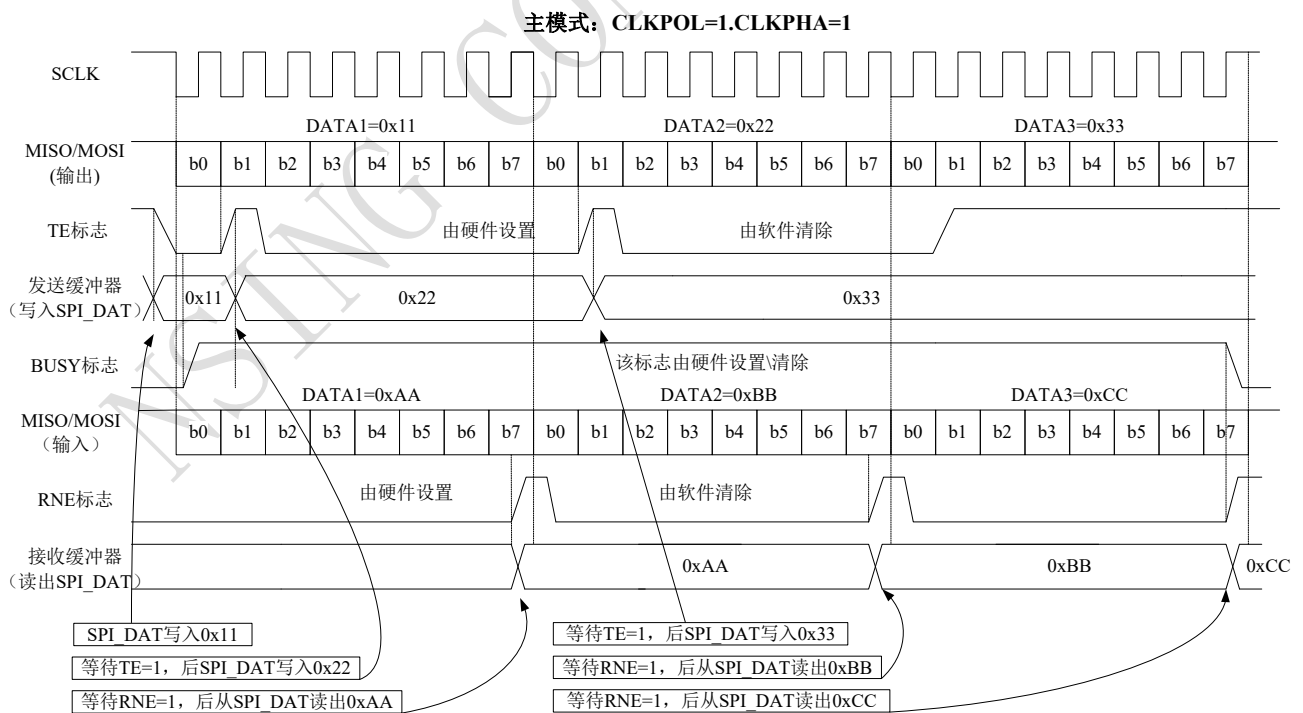 主模式：CLKPOL=1.CLKPHA=1
SCLK
DATA1=0x11 DATA2=0x22 DATA3=0x33
MISO/MOSI
(输出)
b0 b1 b2 b3 b4 b5 b6 b7 b0 b1 b2 b3 b4 b5 b6 b7 b0 b1 b2 b3 b4 b5 b6 b7
TE标志 由硬件设置 由软件清除
发送缓冲器
（写入SPI_DAT）
0x11 0x22 0x33
BUSY标志 该标志由硬件设置\清除
DATA1=0xAA DATA2=0xBB DATA3=0xCC
MISO/MOSI
（输入）
b0 b1 b2 b3 b4 b5 b6 b7 b0 b1 b2 b3 b4 b5 b6 b7 b0 b1 b2 b3 b4 b5 b6 b7
RNE标志 由硬件设置 由软件清除
接收缓冲器
（读出SPI_DAT）
0xAA 0xBB 0xCC
SPI_DAT写入0x11
等待TE=1，后SPI_DAT写入0x22
等待RNE=1，后从SPI_DAT读出0xAA
等待TE=1，后SPI_DAT写入0x33
等待RNE=1，后从SPI_DAT读出0xBB
等待RNE=1，后从SPI_DAT读出0xCC
NSING